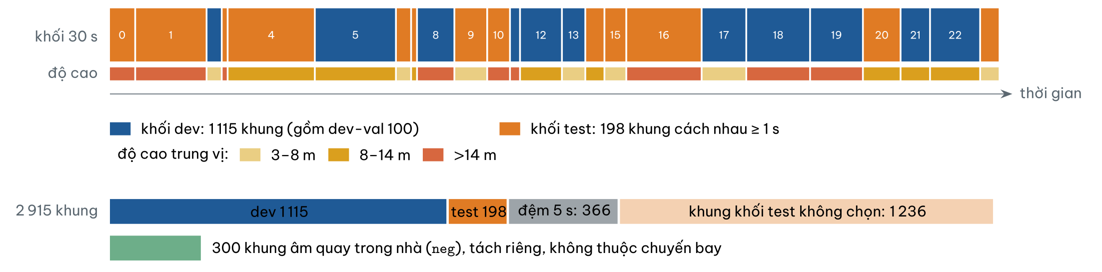 khối 30 s 0 1 4 5 8 9 10 12 13 15 16 17 18 19 20 21 22
độ cao
thời gian
khối dev: 1 115 khung (gồm dev-val 100) khối test: 198 khung cách nhau ≥ 1 s
độ cao trung vị: 3–8 m 8–14 m >14 m
2 915 khung dev 1 115 test 198 đệm 5 s: 366 khung khối test không chọn: 1 236
300 khung âm quay trong nhà (neg), tách riêng, không thuộc chuyến bay